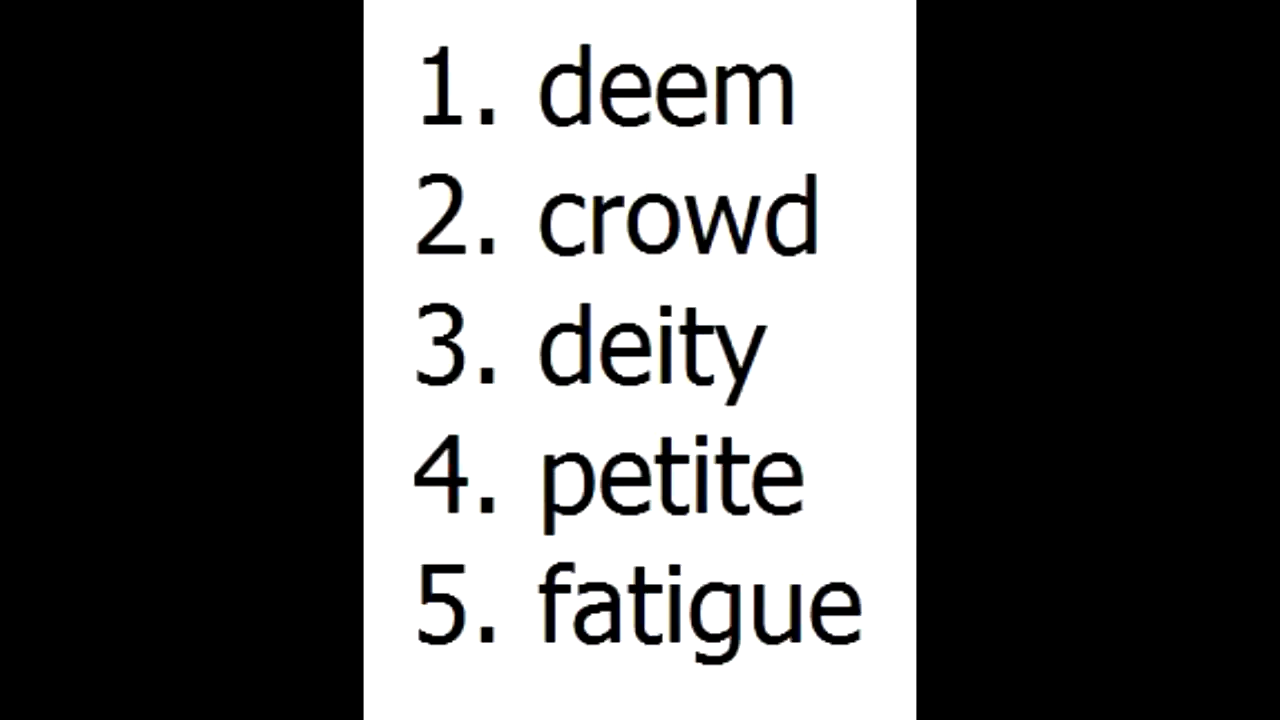 1. deem
2. crowd
3. deity
4. petite
5. fatigue